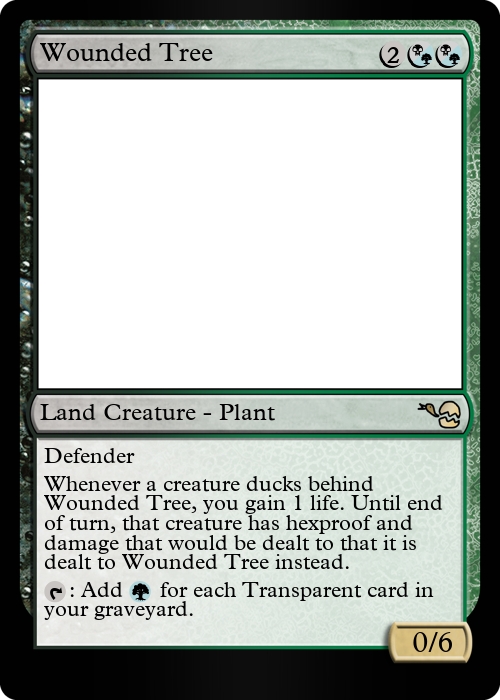 Wounded Tree 2
Land Creature - Plant
Defender
Whenever a creature ducks behind
Wounded Tree, you gain 1 life. Until end
of turn, that creature has hexproof and
damage that would be dealt to that it is
dealt to Wounded Tree instead.
: Add for each Transparent card in
your graveyard.
0/6